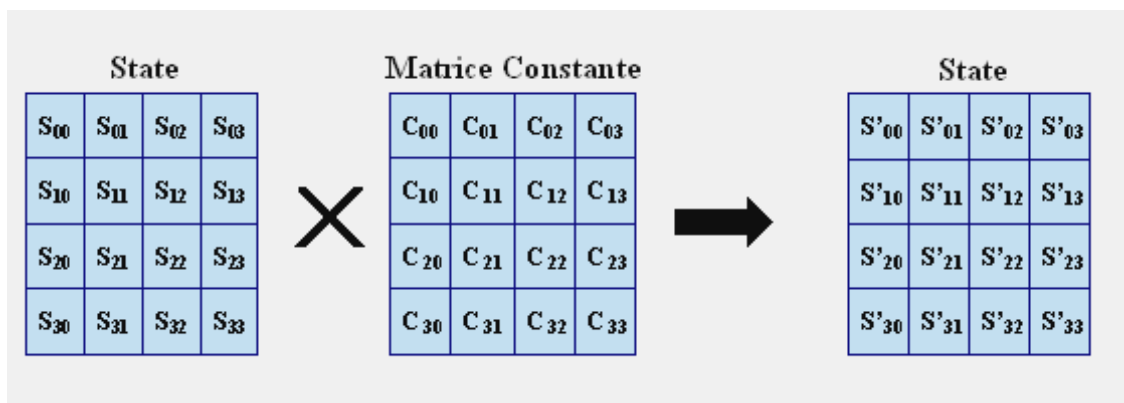 State Matrice Constante State
S00 S01 S02 S03 C00 C01 C02 C03 S'00 S'01 S'02 S'03
S10 S11 S12 S13 C10 C11 C12 C13 S'10 S'11 S'12 S'13
S20 S21 S22 S23 C20 C21 C22 C23 S'20 S'21 S'22 S'23
S30 S31 S32 S33 C30 C31 C32 C33 S'30 S'31 S'32 S'33